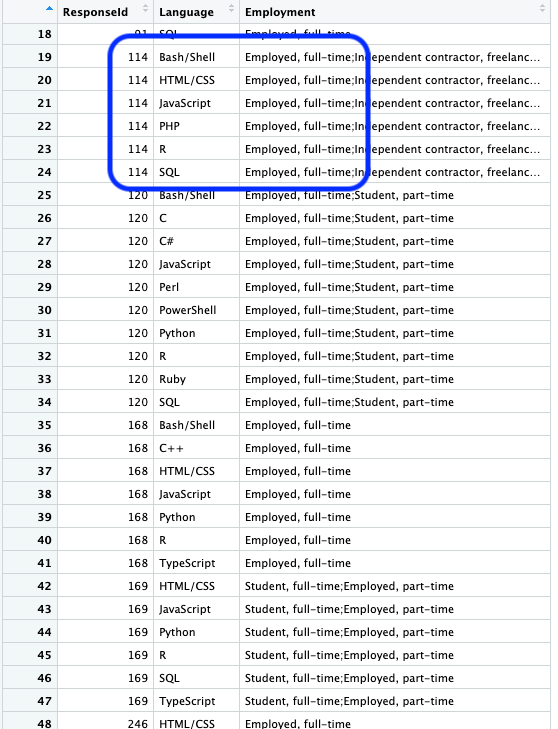 ResponseId Language Employment
18 91 SQL Employed, full-time
19 114 Bash/Shell Employed, full-time;Independent contractor, freelanc...
20 114 HTML/CSS Employed, full-time;Independent contractor, freelanc...
21 114 JavaScript Employed, full-time;Independent contractor, freelanc...
22 114 PHP Employed, full-time;Independent contractor, freelanc...
23 114 R Employed, full-time;Independent contractor, freelanc...
24 114 SQL Employed, full-time;Independent contractor, freelanc...
25 120 Bash/Shell Employed, full-time;Student, part-time
26 120 C Employed, full-time;Student, part-time
27 120 C# Employed, full-time;Student, part-time
28 120 JavaScript Employed, full-time;Student, part-time
29 120 Perl Employed, full-time;Student, part-time
30 120 PowerShell Employed, full-time;Student, part-time
31 120 Python Employed, full-time;Student, part-time
32 120 R Employed, full-time;Student, part-time
33 120 Ruby Employed, full-time;Student, part-time
34 120 SQL Employed, full-time;Student, part-time
35 168 Bash/Shell Employed, full-time
36 168 C++ Employed, full-time
37 168 HTML/CSS Employed, full-time
38 168 JavaScript Employed, full-time
39 168 Python Employed, full-time
40 168 R Employed, full-time
41 168 TypeScript Employed, full-time
42 169 HTML/CSS Student, full-time;Employed, part-time
43 169 JavaScript Student, full-time;Employed, part-time
44 169 Python Student, full-time;Employed, part-time
45 169 R Student, full-time;Employed, part-time
46 169 SQL Student, full-time;Employed, part-time
47 169 TypeScript Student, full-time;Employed, part-time
48 246 HTML/CSS Employed, full-time